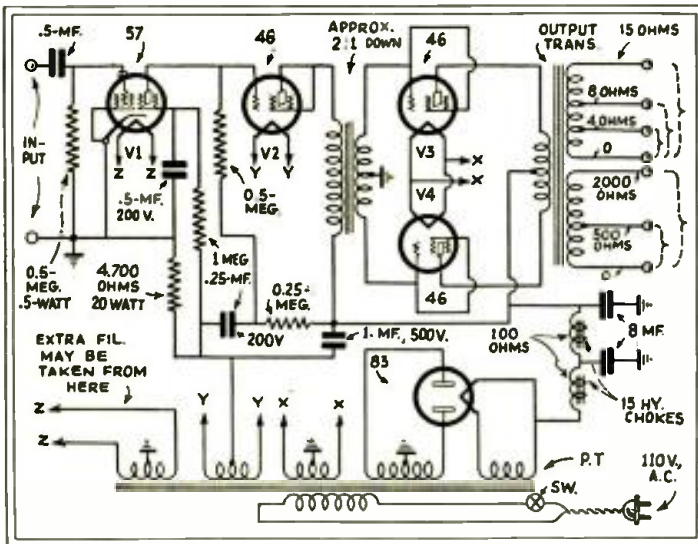 .5-MF.
57
46
APPROX.
2:1 DOWN
46
OUTPUT
TRANS.
15 OHMS
8 OHMS
4 OHMS
0
IN-
PUT
V1
Z Z
V2
Y Y
V3
X
X
V4
.5-MF.
200 V.
0.5-
MEG.
2000
OHMS
500
OHMS
0
0.5-
MEG.
.5-WATT
4,700
OHMS
20 WATT
1 MEG
.25-MF.
200V
0.25-
MEG.
46
1.MF., 500V.
100
OHMS
8 MF.
EXTRA FIL.
MAY BE
TAKEN FROM
HERE
83
15 HY.
CHOKES
Z
Z
Y Y X X
P.T
SW.
110 V.,
A.C.